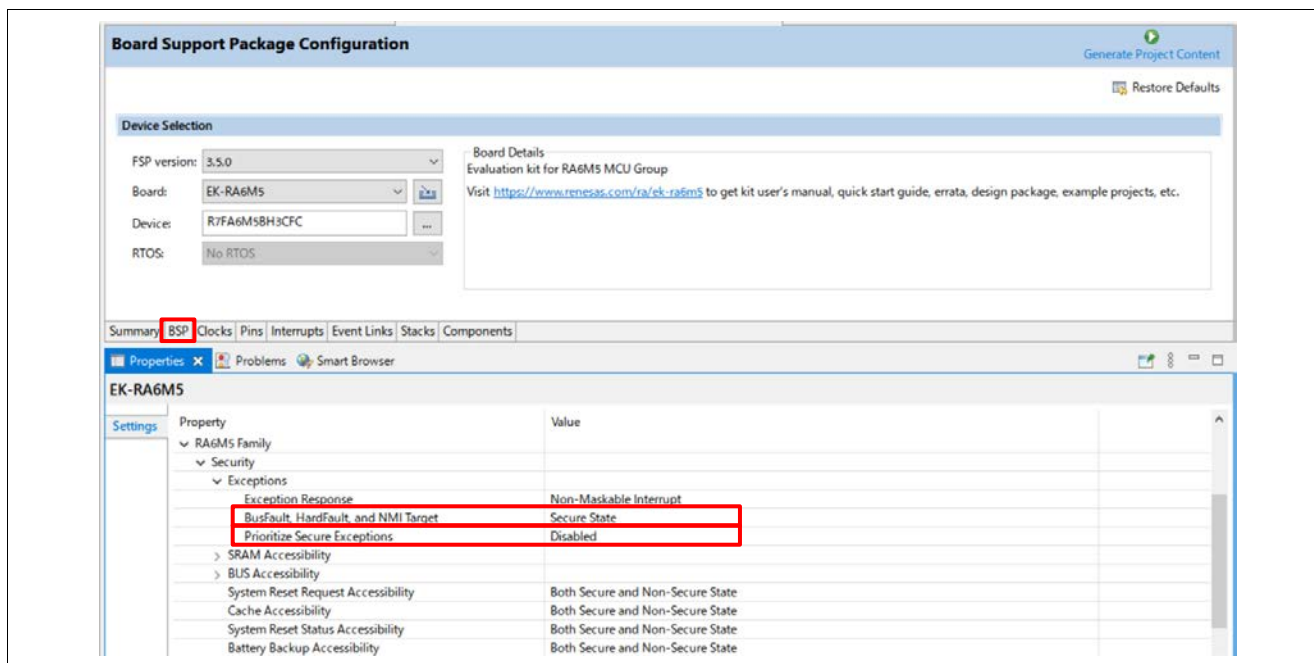 Board Support Package Configuration
Generate Project Content
Restore Defaults
Device Selection
FSP version: 3.5.0
Board: EK-RA6M5
Device: R7FA6M5BH3CFC ...
RTOS: No RTOS
Board Details
Evaluation kit for RA6M5 MCU Group
Visit https://www.renesas.com/ra/ek-ra6m5 to get kit user's manual, quick start guide, errata, design package, example projects, etc.
Summary BSP Clocks Pins Interrupts Event Links Stacks Components
Properties Problems Smart Browser
EK-RA6M5
Settings Property Value
RA6M5 Family
Security
Exceptions
Exception Response Non-Maskable Interrupt
BusFault, HardFault, and NMI Target Secure State
Prioritize Secure Exceptions Disabled
SRAM Accessibility
BUS Accessibility
System Reset Request Accessibility Both Secure and Non-Secure State
Cache Accessibility Both Secure and Non-Secure State
System Reset Status Accessibility Both Secure and Non-Secure State
Battery Backup Accessibility Both Secure and Non-Secure State